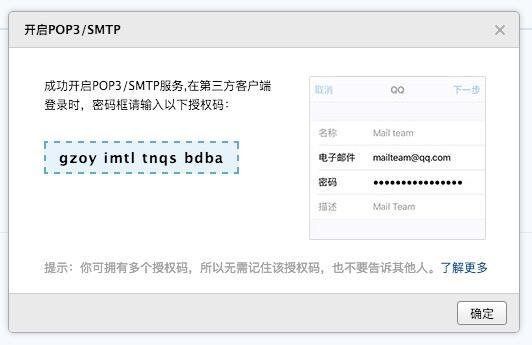 开启POP3/SMTP
×
成功开启POP3/SMTP服务,在第三方客户端
登录时，密码框请输入以下授权码：
gzoy imtl tnqs bdba
取消 QQ 下一步
名称 Mail team
电子邮件 mailteam@qq.com
密码 ●●●●●●●●●●●●●●●●
描述 Mail Team
提示：你可拥有多个授权码，所以无需记住该授权码，也不要告诉其他人。了解更多
确定